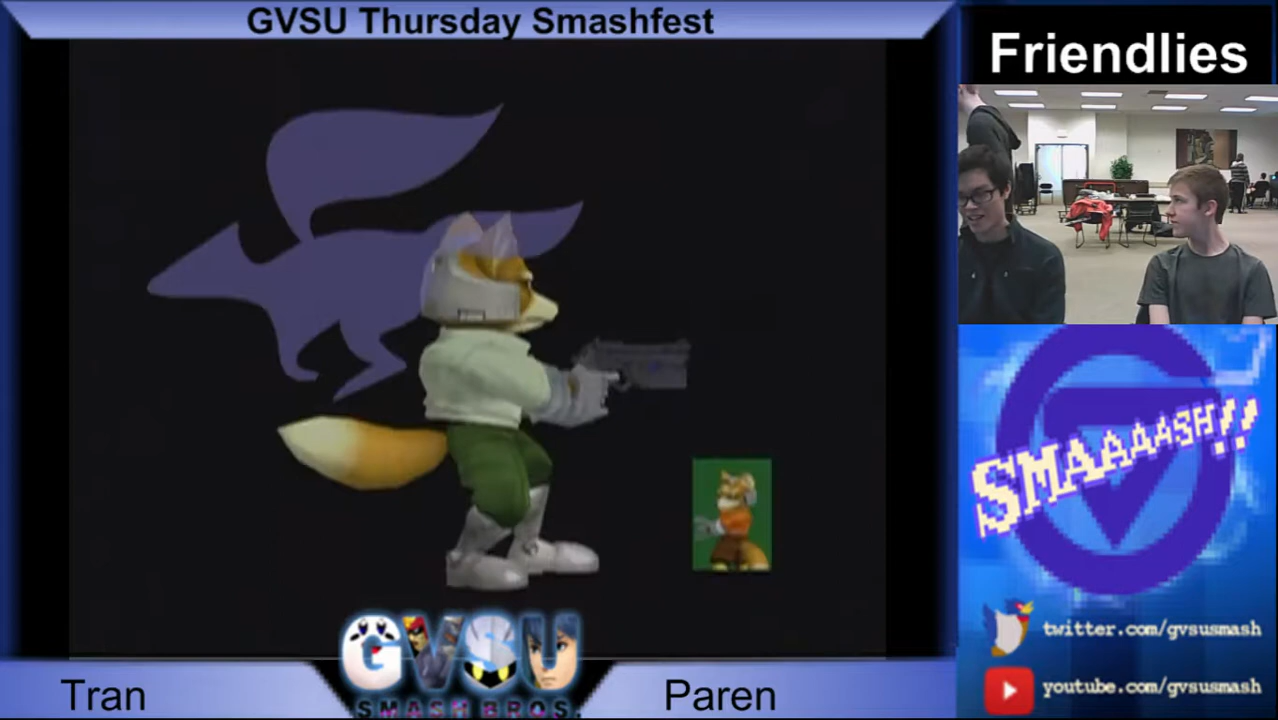 GVSU Thursday Smashfest
Friendlies
SMAAAASH!!
twitter.com/gvsusmash
youtube.com/gvsusmash
GVSU
SMASH BROS.
Tran
Paren